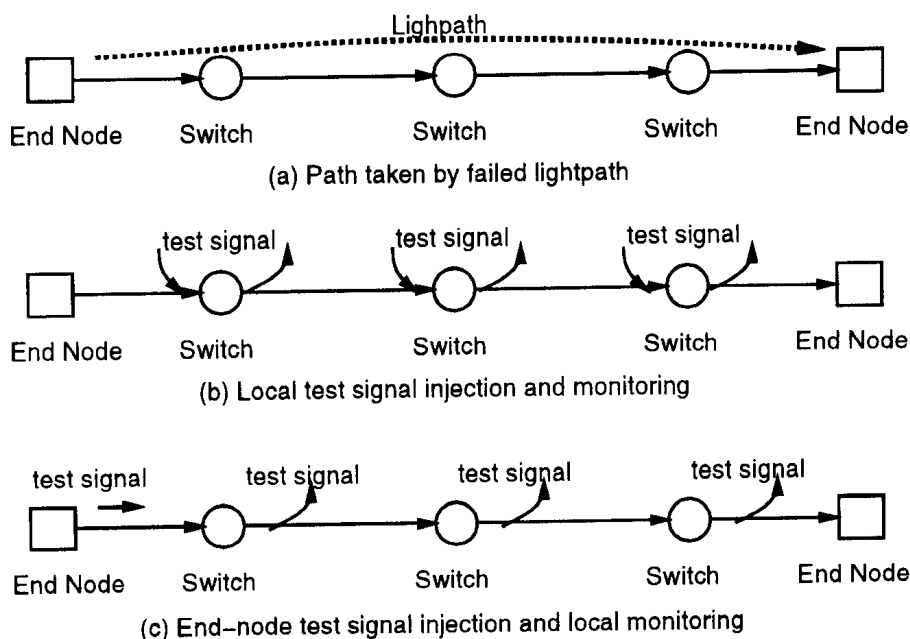 Lighpath
End Node Switch Switch Switch End Node
(a) Path taken by failed lightpath
test signal test signal test signal
End Node Switch Switch Switch End Node
(b) Local test signal injection and monitoring
test signal test signal test signal test signal
End Node Switch Switch Switch End Node
(c) End–node test signal injection and local monitoring